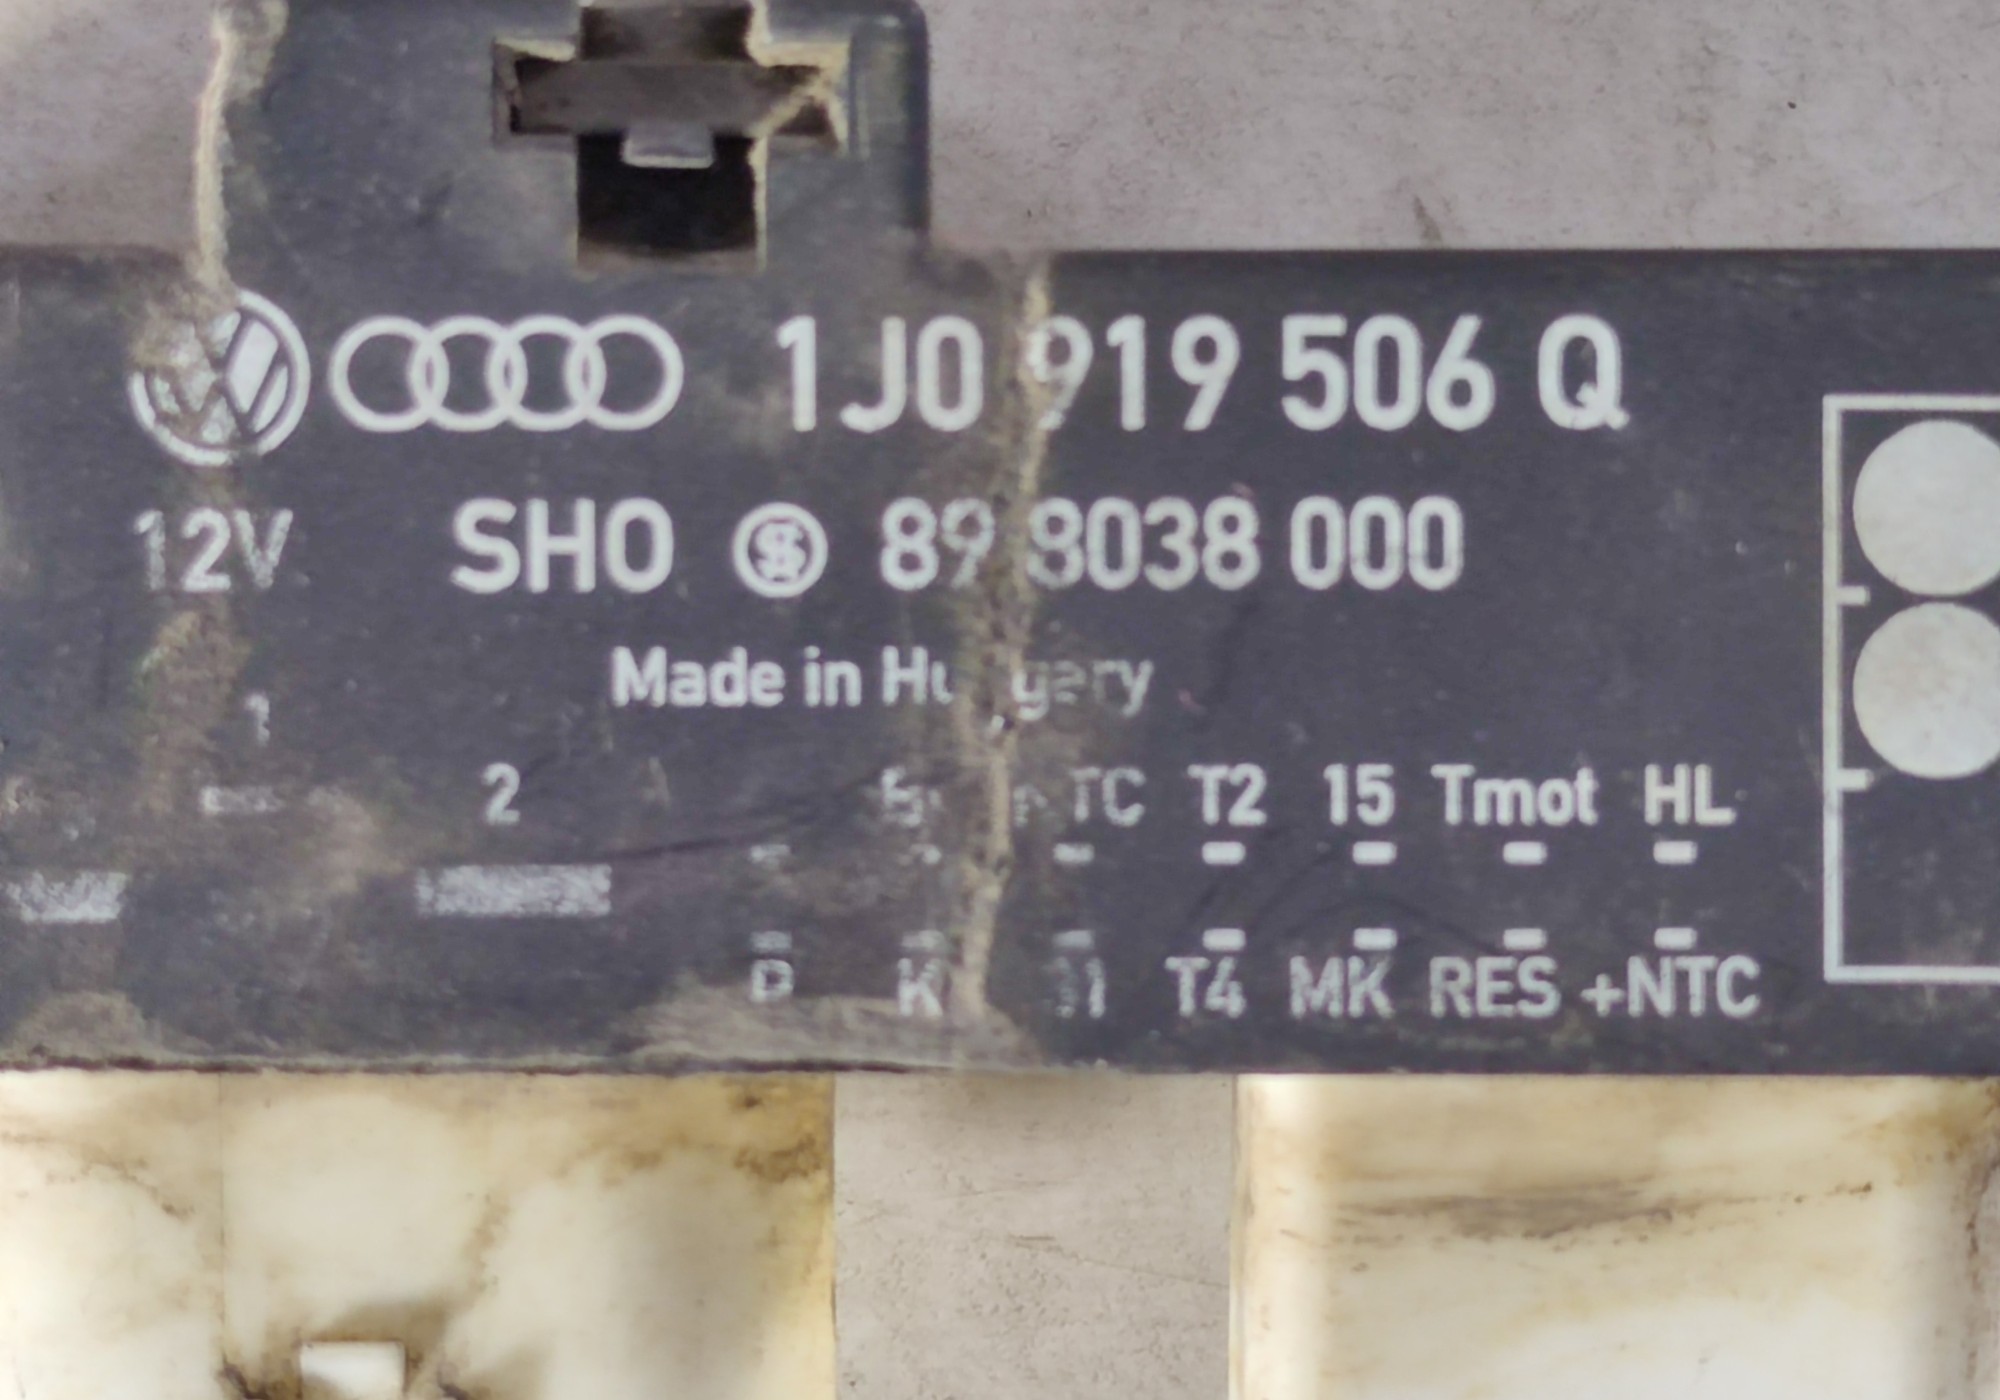 1J0 919 506 Q
12V SHO 89 8038 000
Made in Hungary
1
2
T2 15 Tmot HL
P K 31 T4 MK RES +NTC